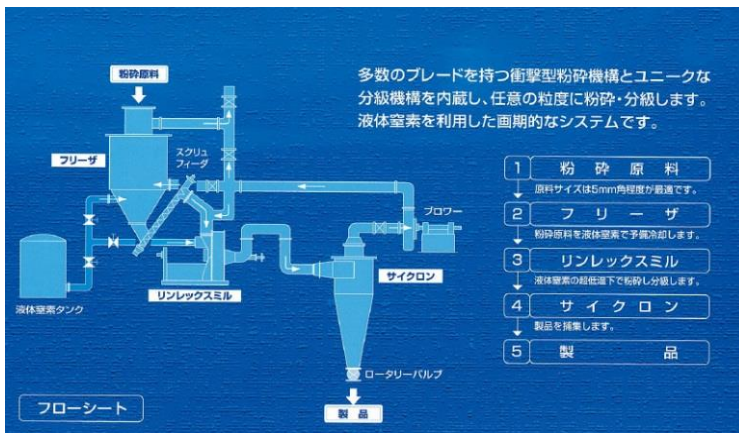 粉砕原料
多数のブレードを持つ衝撃型粉砕機構とユニークな
分級機構を内蔵し、任意の粒度に粉砕・分級します。
液体窒素を利用した画期的なシステムです。
フリーザ
スクリュ
フィーダ
ブロワー
サイクロン
リンレックスミル
液体窒素タンク
ロータリーバルブ
製品
フローシート
1 粉砕原料
原料サイズは5mm角程度が最適です。
2 フリーザ
粉砕原料を液体窒素で予備冷却します。
3 リンレックスミル
液体窒素の超低温下で粉砕し分級します。
4 サイクロン
製品を捕集します。
5 製品